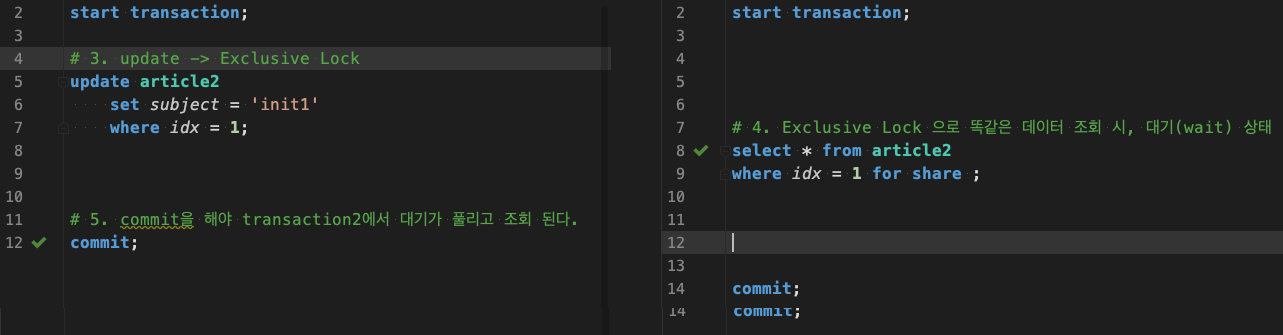 2 start transaction;
3
4 # 3. update -> Exclusive Lock
5 update article2
6 set subject = 'init1'
7 where idx = 1;
8
9
10
11 # 5. commit을 해야 transaction2에서 대기가 풀리고 조회 된다.
12 commit;
2 start transaction;
3
4
5
6
7 # 4. Exclusive Lock 으로 똑같은 데이터 조회 시, 대기(wait) 상태
8 select * from article2
9 where idx = 1 for share ;
10
11
12
13
14 commit;
14 commit;